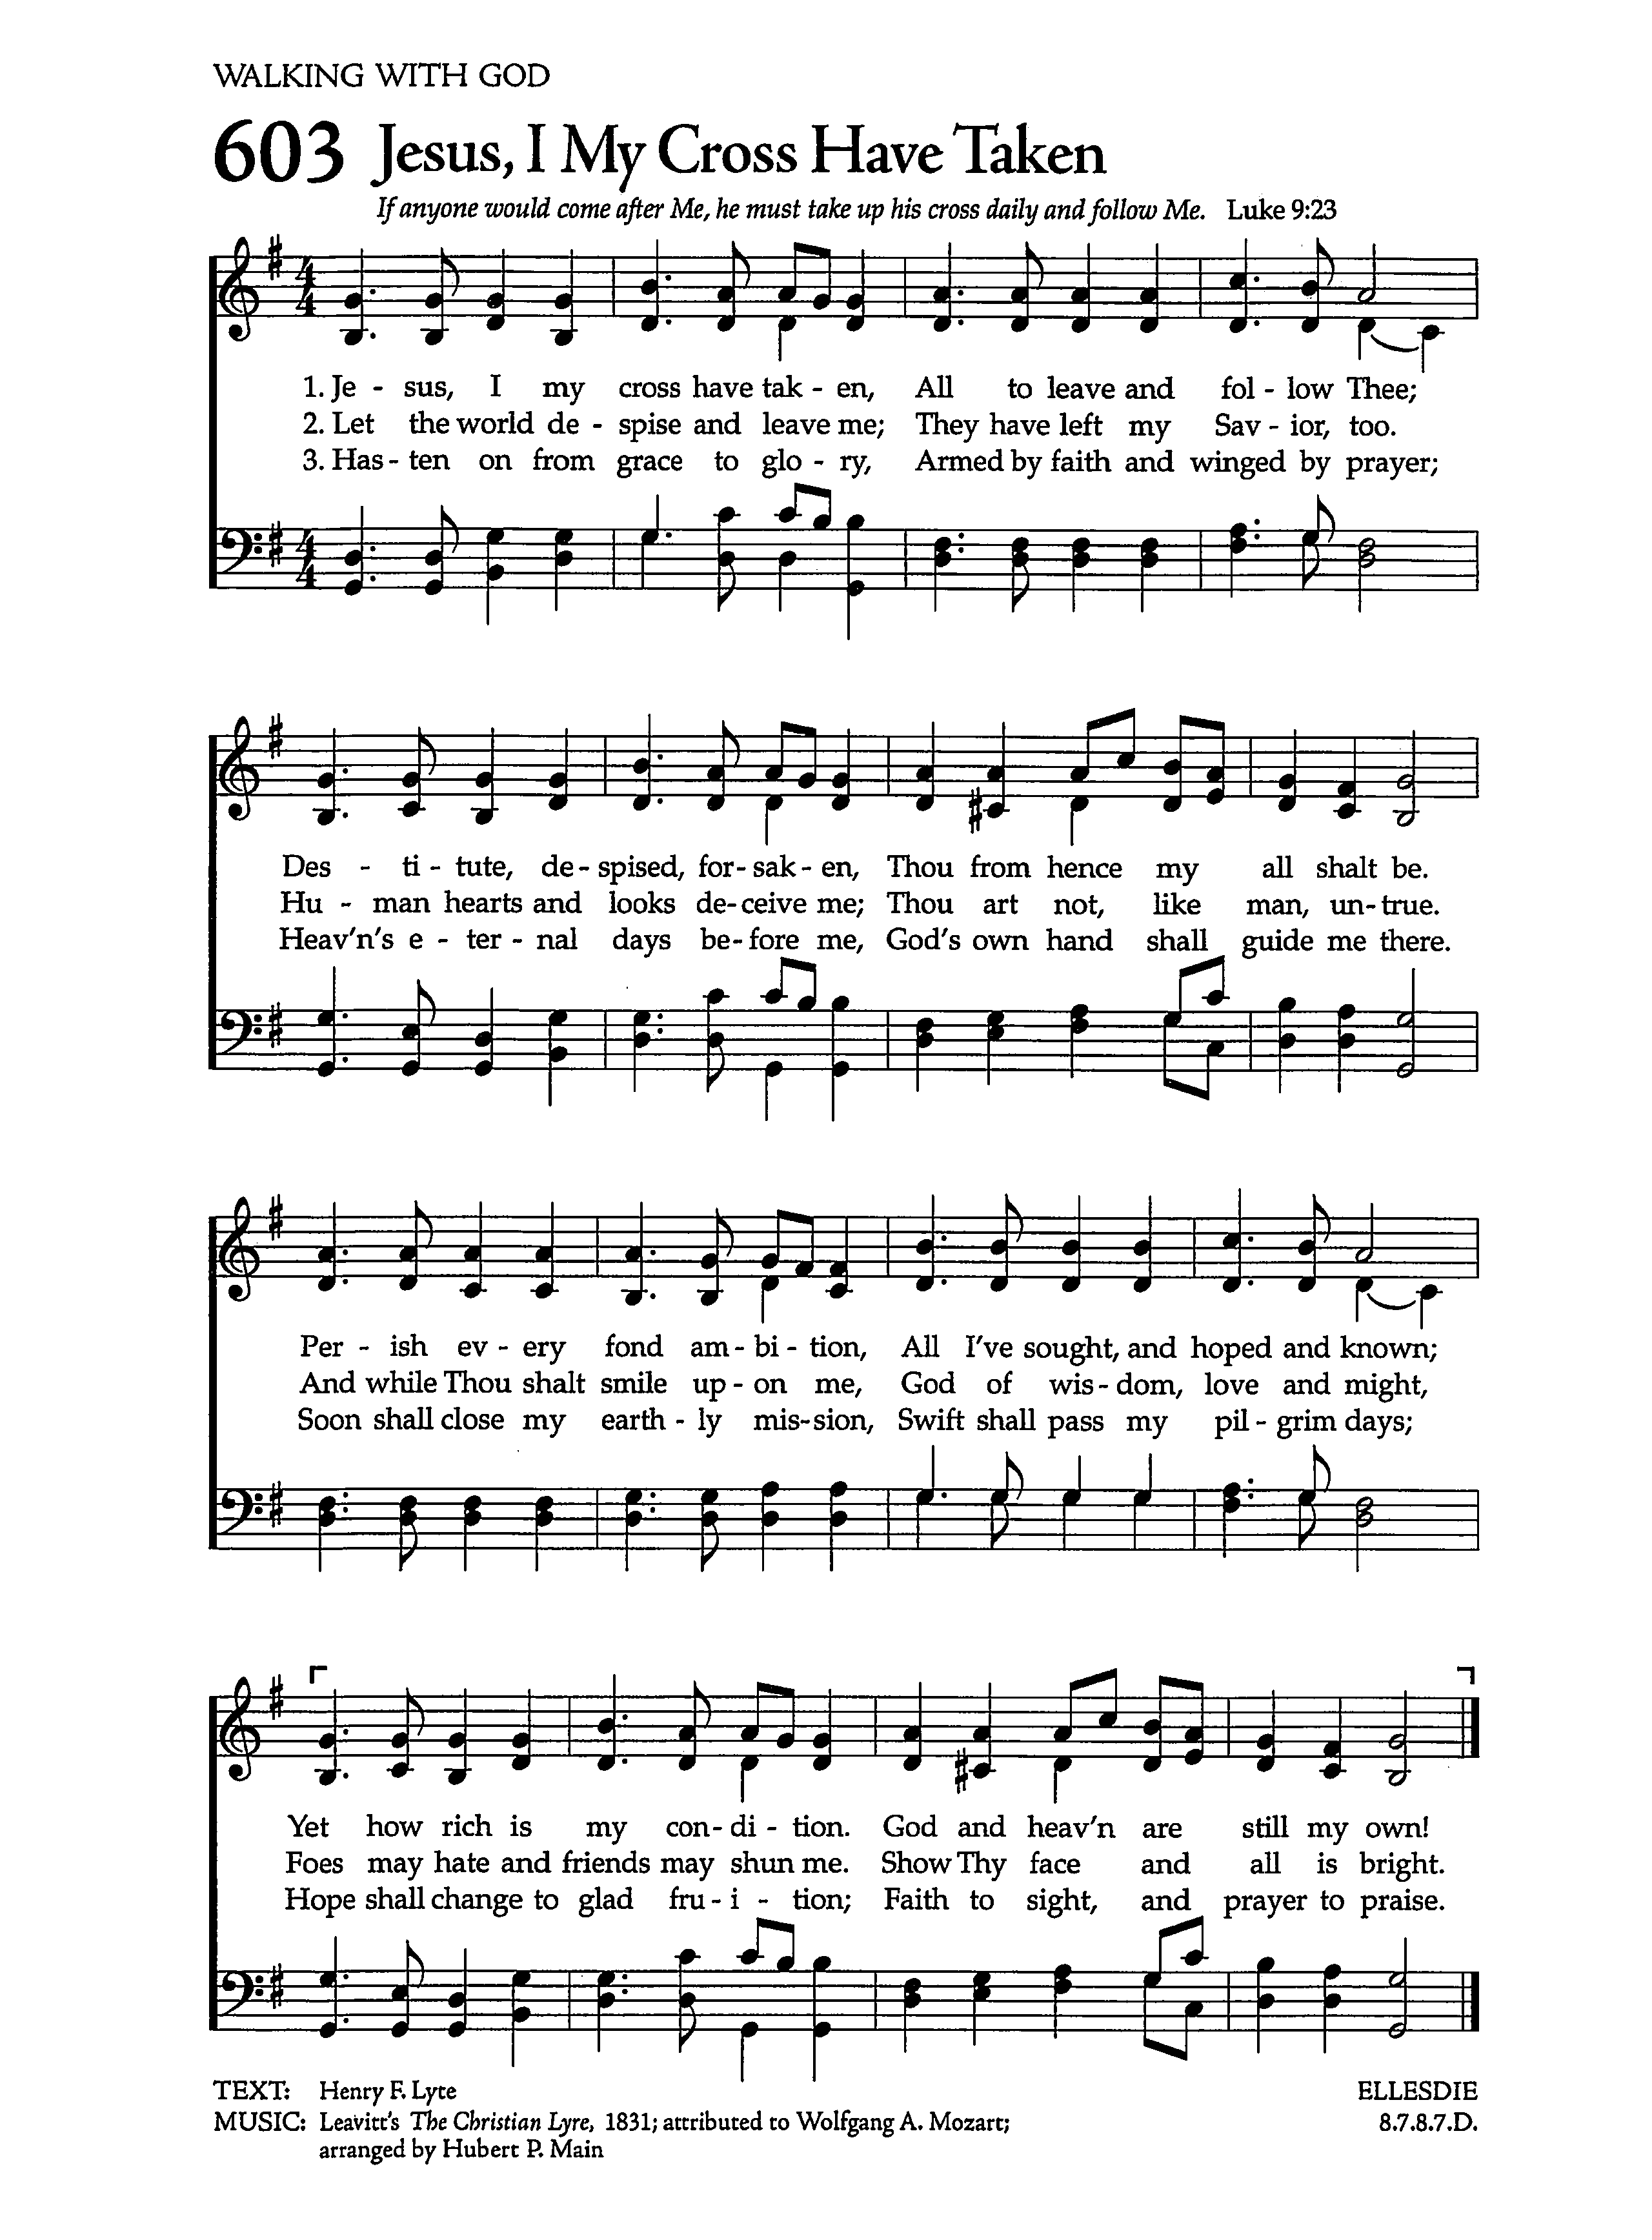 WALKING WITH GOD
603 Jesus, I My Cross Have Taken
If anyone would come after Me, he must take up his cross daily and follow Me. Luke 9:23
4
4
1. Je - sus, I my cross have tak - en, All to leave and fol - low Thee;
2. Let the world de - spise and leave me; They have left my Sav - ior, too.
3. Has - ten on from grace to glo - ry, Armed by faith and winged by prayer;
4
4
Des - ti - tute, de - spised, for - sak - en, Thou from hence my all shalt be.
Hu - man hearts and looks de - ceive me; Thou art not, like man, un - true.
Heav'n's e - ter - nal days be - fore me, God's own hand shall guide me there.
Per - ish ev - ery fond am - bi - tion, All I've sought, and hoped and known;
And while Thou shalt smile up - on me, God of wis - dom, love and might,
Soon shall close my earth - ly mis - sion, Swift shall pass my pil - grim days;
Yet how rich is my con - di - tion. God and heav'n are still my own!
Foes may hate and friends may shun me. Show Thy face and all is bright.
Hope shall change to glad fru - i - tion; Faith to sight, and prayer to praise.
TEXT: Henry F. Lyte ELLESDIE
MUSIC: Leavitt's The Christian Lyre, 1831; attributed to Wolfgang A. Mozart; 8.7.8.7.D.
arranged by Hubert P. Main